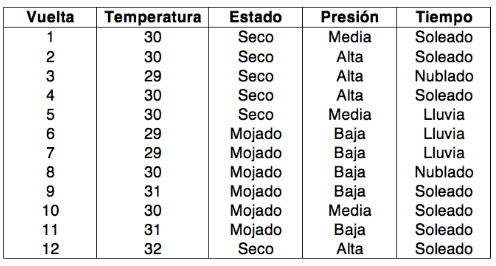 Vuelta Temperatura Estado Presión Tiempo
1 30 Seco Media Soleado
2 30 Seco Alta Soleado
3 29 Seco Alta Nublado
4 30 Seco Alta Soleado
5 30 Seco Media Lluvia
6 29 Mojado Baja Lluvia
7 29 Mojado Baja Lluvia
8 30 Mojado Baja Nublado
9 31 Mojado Baja Soleado
10 30 Mojado Media Soleado
11 31 Mojado Baja Soleado
12 32 Seco Alta Soleado